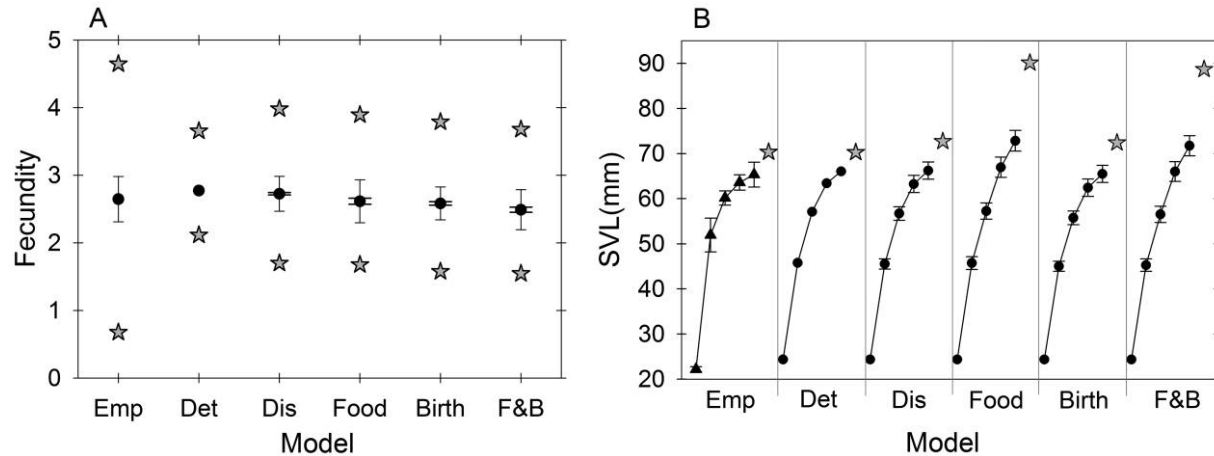 A
Fecundity
5
4
3
2
1
0
Emp Det Dis Food Birth F&B
Model
B
SVL(mm)
90
80
70
60
50
40
30
20
Emp Det Dis Food Birth F&B
Model